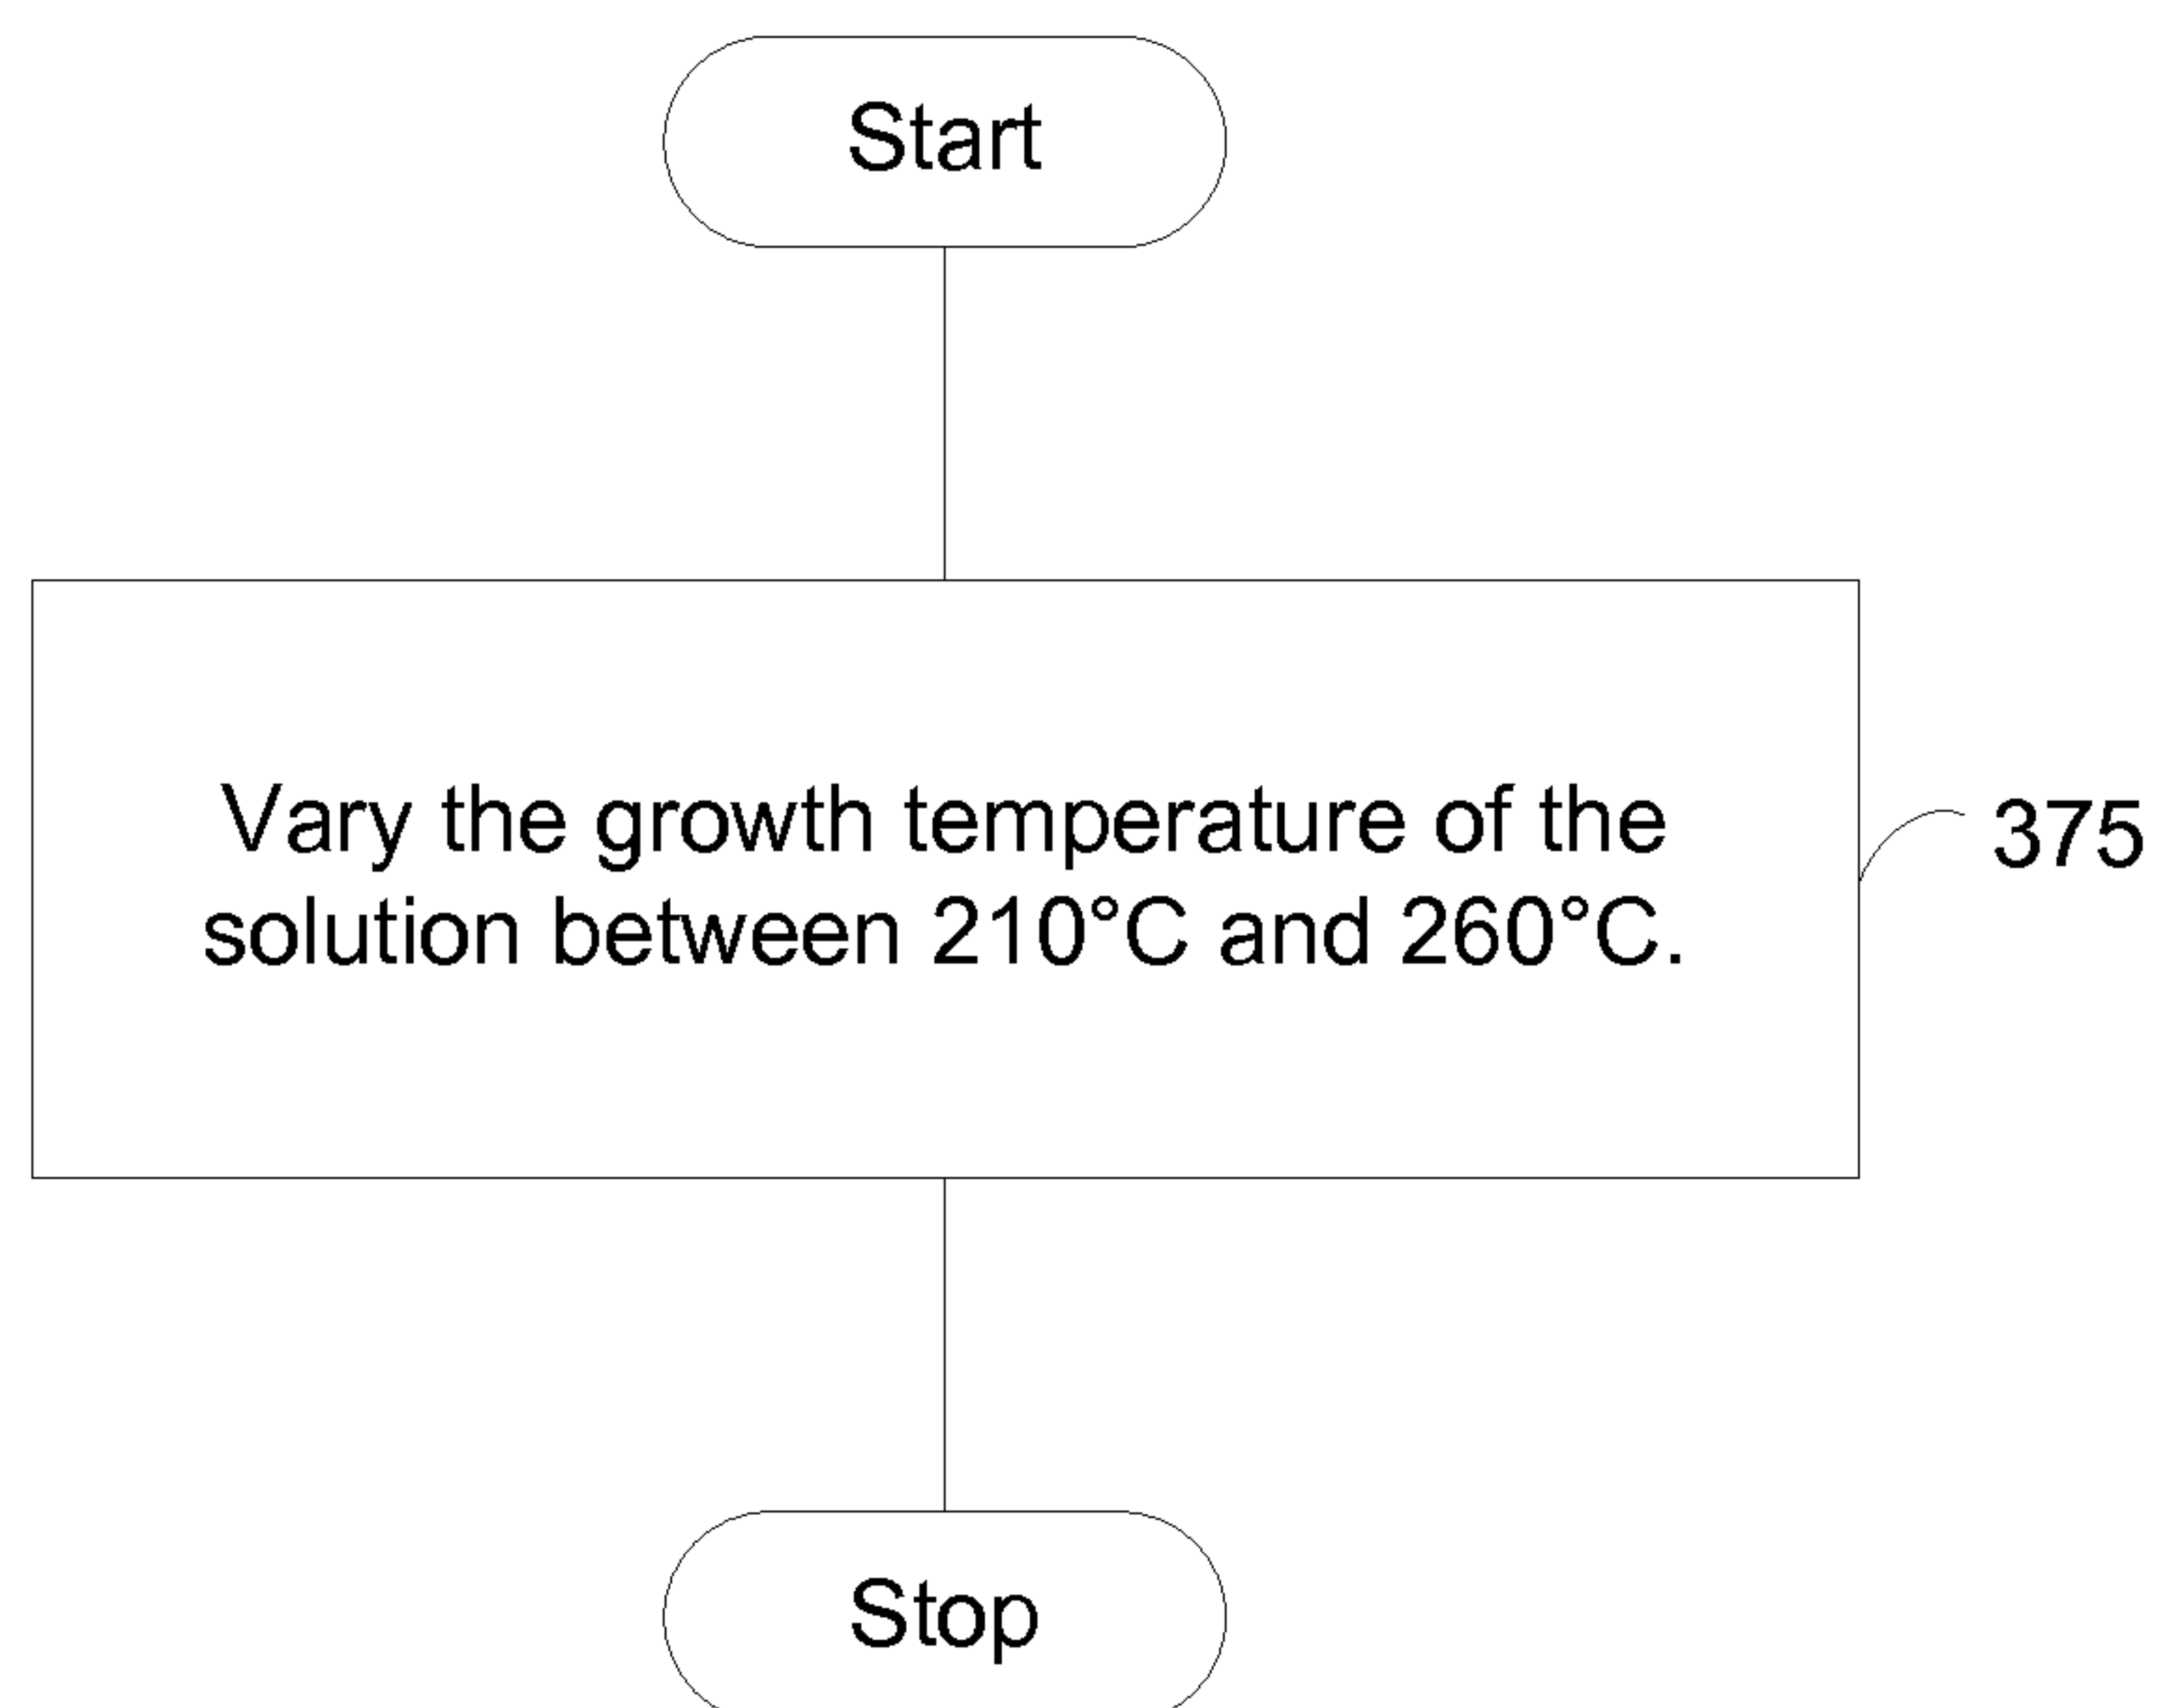 Start
Vary the growth temperature of the
solution between 210°C and 260°C.
375
Stop